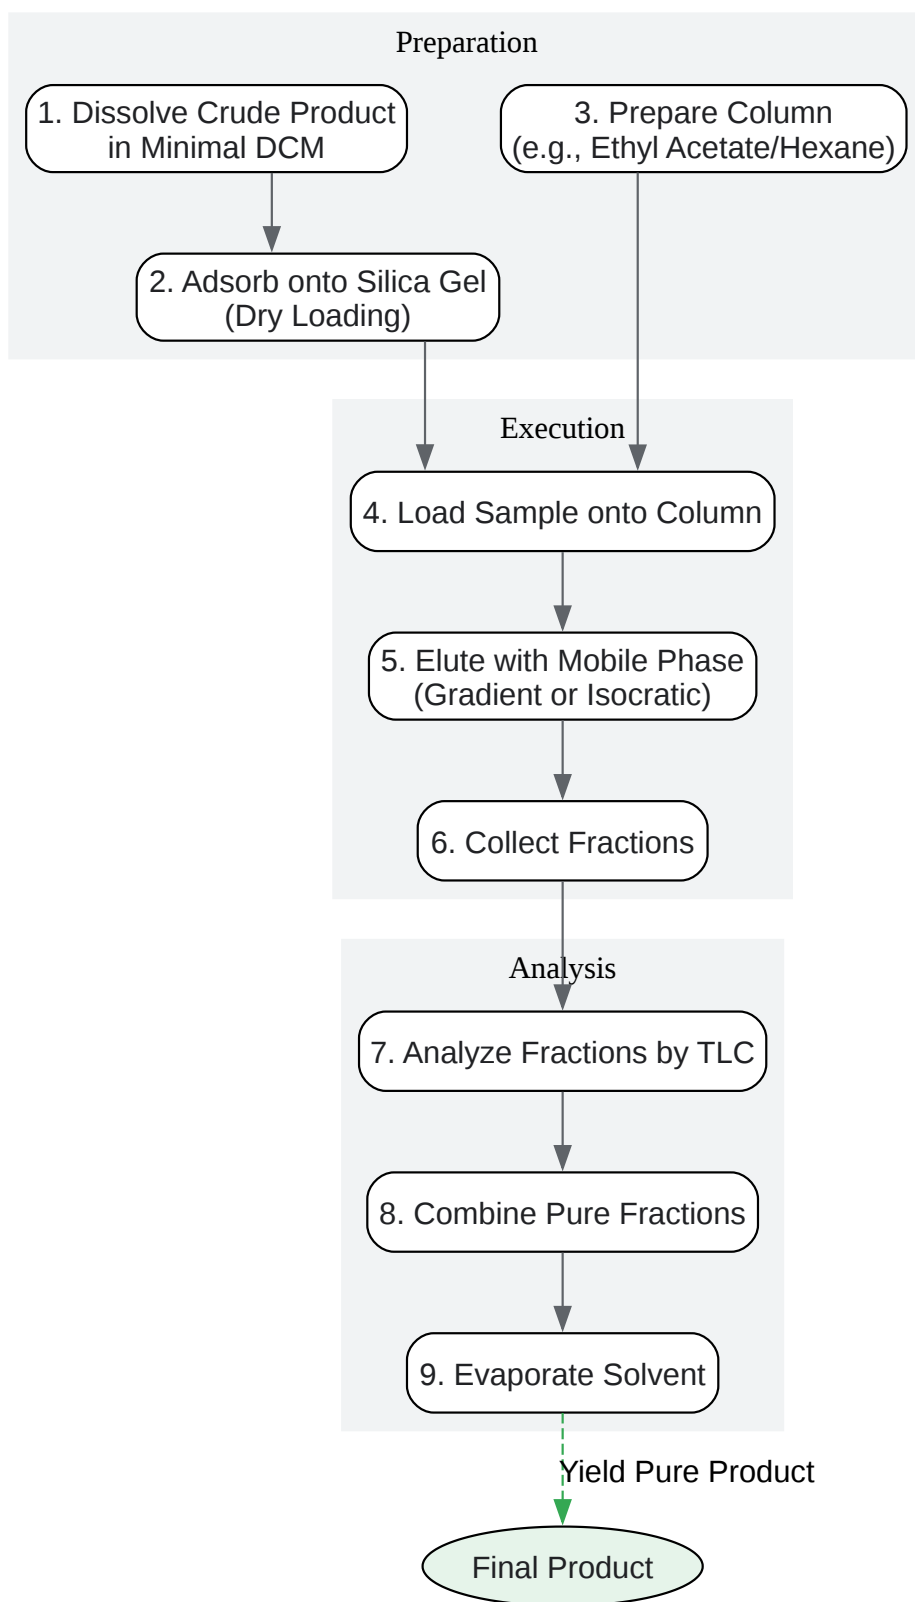 Preparation
1. Dissolve Crude Product
in Minimal DCM
3. Prepare Column
(e.g., Ethyl Acetate/Hexane)
2. Adsorb onto Silica Gel
(Dry Loading)
Execution
4. Load Sample onto Column
5. Elute with Mobile Phase
(Gradient or Isocratic)
6. Collect Fractions
Analysis
7. Analyze Fractions by TLC
8. Combine Pure Fractions
9. Evaporate Solvent
Yield Pure Product
Final Product